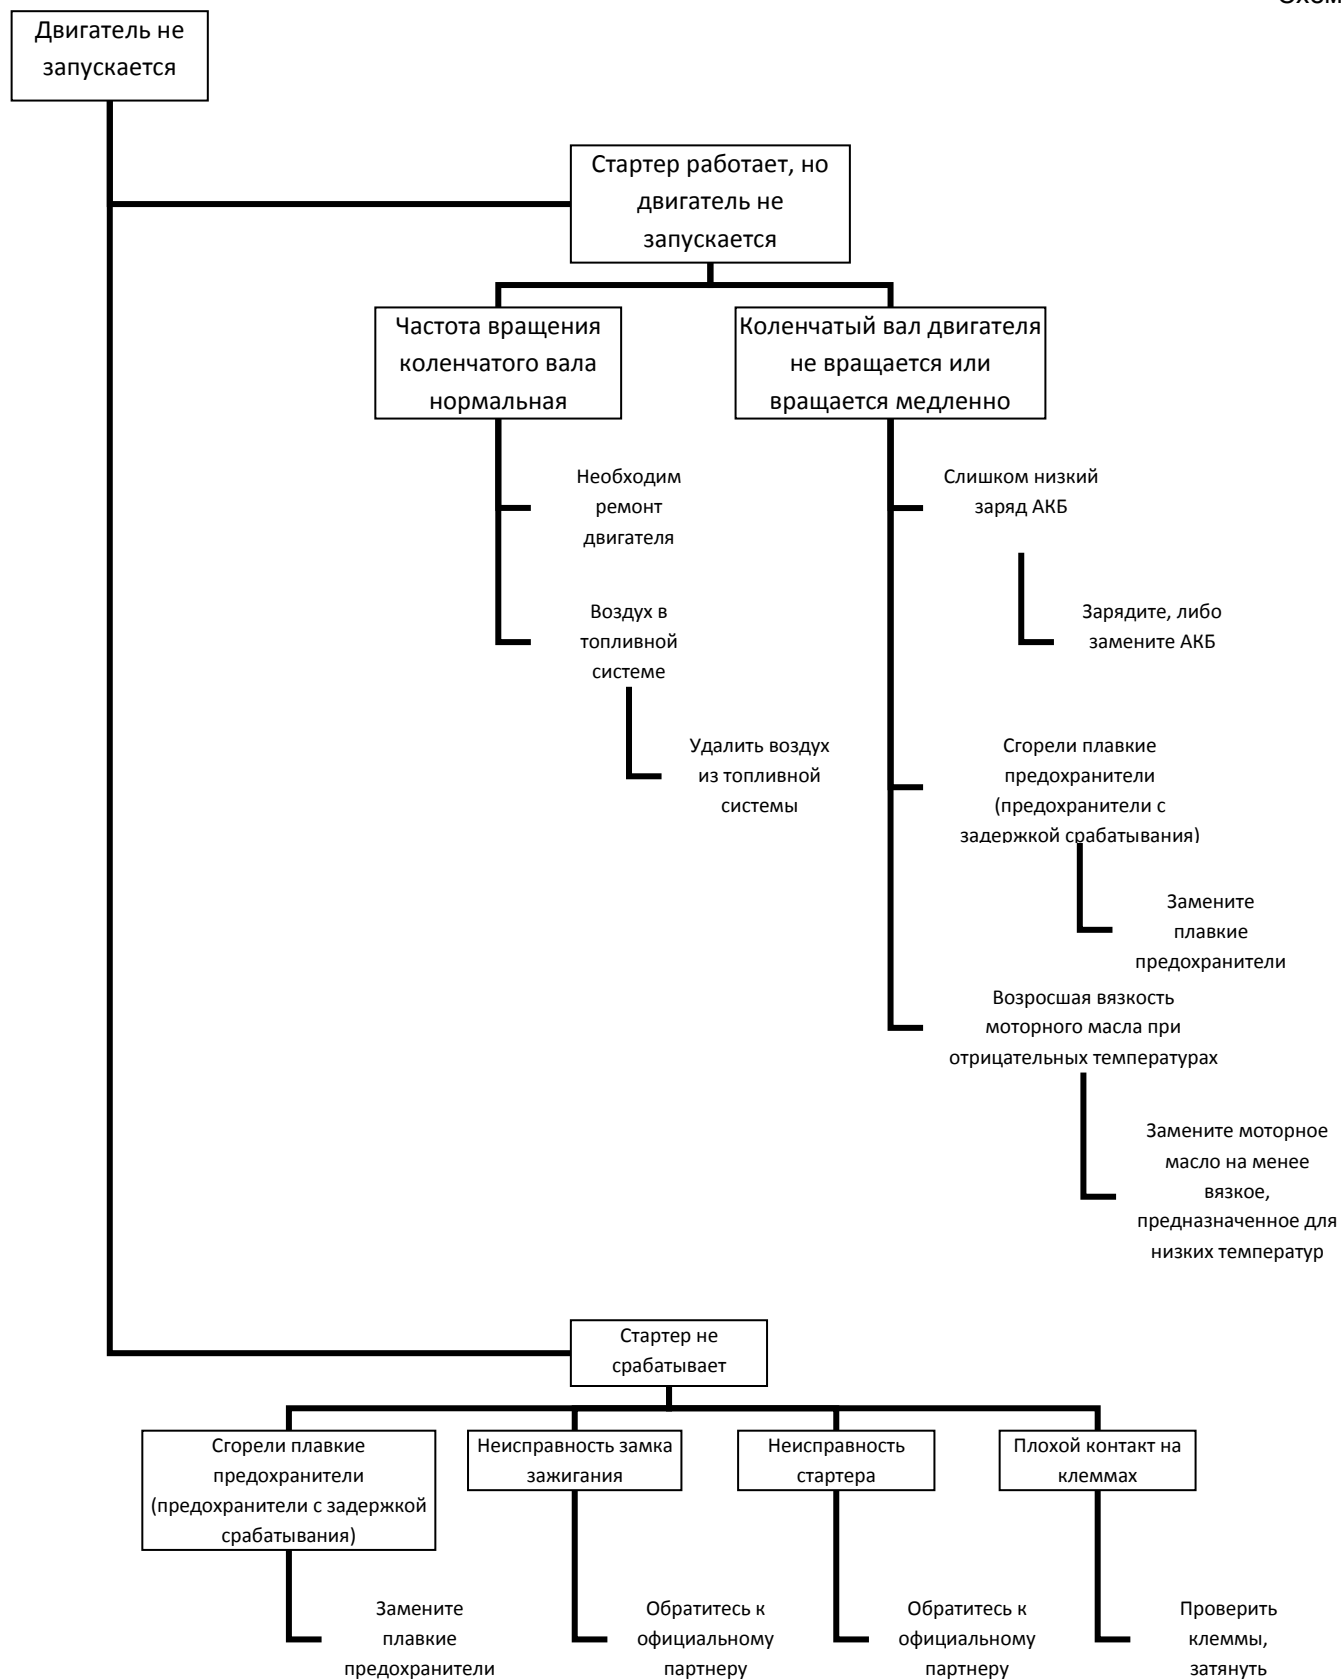 Двигатель не
запускается
Стартер работает, но
двигатель не
запускается
Частота вращения
коленчатого вала
нормальная
Коленчатый вал двигателя
не вращается или
вращается медленно
Необходим
ремонт
двигателя
Воздух в
топливной
системе
Удалить воздух
из топливной
системы
Слишком низкий
заряд АКБ
Зарядите, либо
замените АКБ
Сгорели плавкие
предохранители
(предохранители с
задержкой срабатывания)
Замените
плавкие
предохранители
Возросшая вязкость
моторного масла при
отрицательных температурах
Замените моторное
масло на менее
вязкое,
предназначенное для
низких температур
Стартер не
срабатывает
Сгорели плавкие
предохранители
(предохранители с задержкой
срабатывания)
Неисправность замка
зажигания
Неисправность
стартера
Плохой контакт на
клеммах
Замените
плавкие
предохранители
Обратитесь к
официальному
партнеру
Обратитесь к
официальному
партнеру
Проверить
клеммы,
затянуть